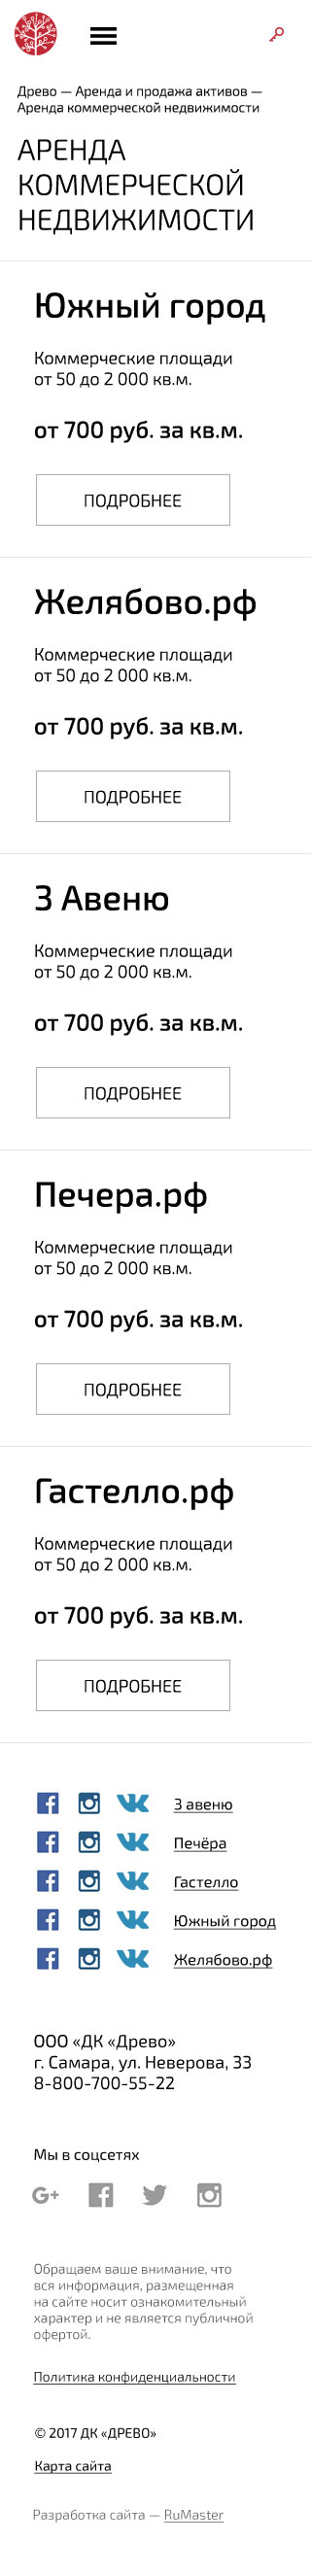 Древо — Аренда и продажа активов —
Аренда коммерческой недвижимости
АРЕНДА
КОММЕРЧЕСКОЙ
НЕДВИЖИМОСТИ
Южный город
Коммерческие площади
от 50 до 2 000 кв.м.
от 700 руб. за кв.м.
ПОДРОБНЕЕ
Желябово.рф
Коммерческие площади
от 50 до 2 000 кв.м.
от 700 руб. за кв.м.
ПОДРОБНЕЕ
3 Авеню
Коммерческие площади
от 50 до 2 000 кв.м.
от 700 руб. за кв.м.
ПОДРОБНЕЕ
Печера.рф
Коммерческие площади
от 50 до 2 000 кв.м.
от 700 руб. за кв.м.
ПОДРОБНЕЕ
Гастелло.рф
Коммерческие площади
от 50 до 2 000 кв.м.
от 700 руб. за кв.м.
ПОДРОБНЕЕ
3 авеню
Печёра
Гастелло
Южный город
Желябово.рф
ООО «ДК «Древо»
г. Самара, ул. Неверова, 33
8-800-700-55-22
Мы в соцсетях
Обращаем ваше внимание, что
вся информация, размещенная
на сайте носит ознакомительный
характер и не является публичной
офертой.
Политика конфиденциальности
© 2017 ДК «ДРЕВО»
Карта сайта
Разработка сайта — RuMaster